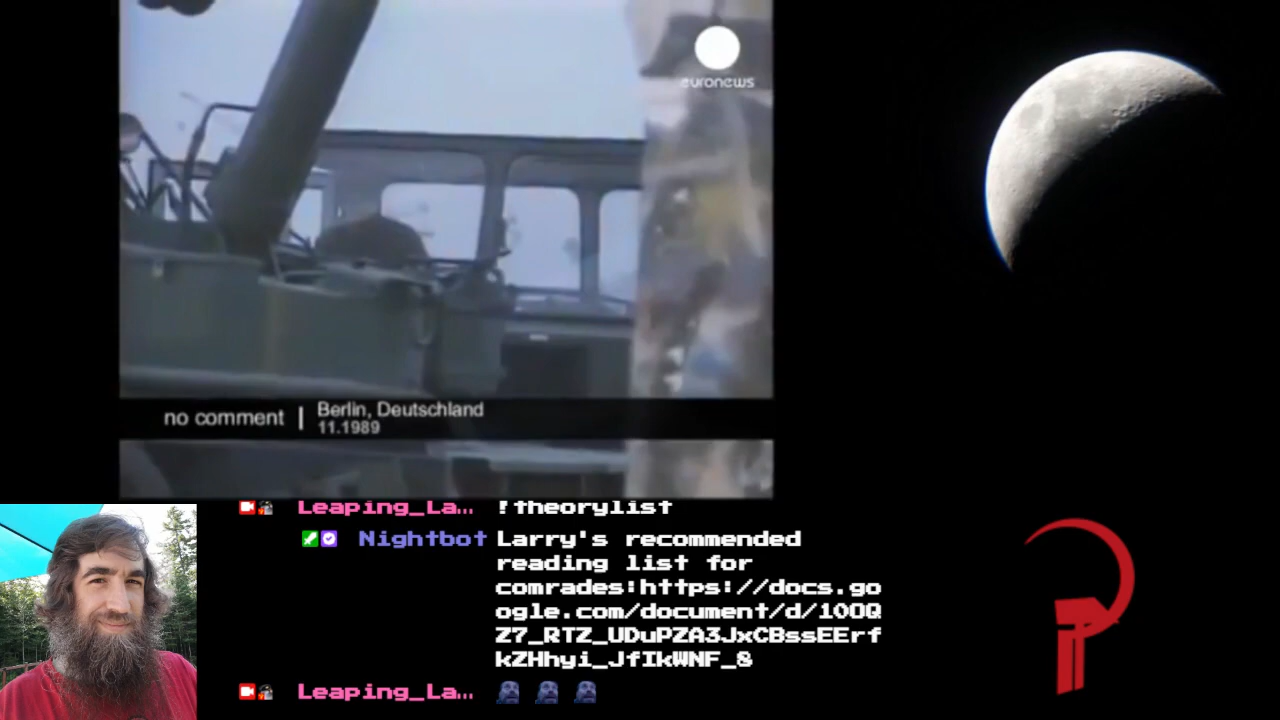 euronews
no comment | Berlin, Deutschland
11.1989
Leaping_La... !theorylist
Nightbot Larry's recommended
reading list for
comrades:https://docs.go
ogle.com/document/d/10OQ
Z7_RTZ_UDuPZA3JxCBssEErf
kZHhyi_JfIkWNF_8
Leaping_La...